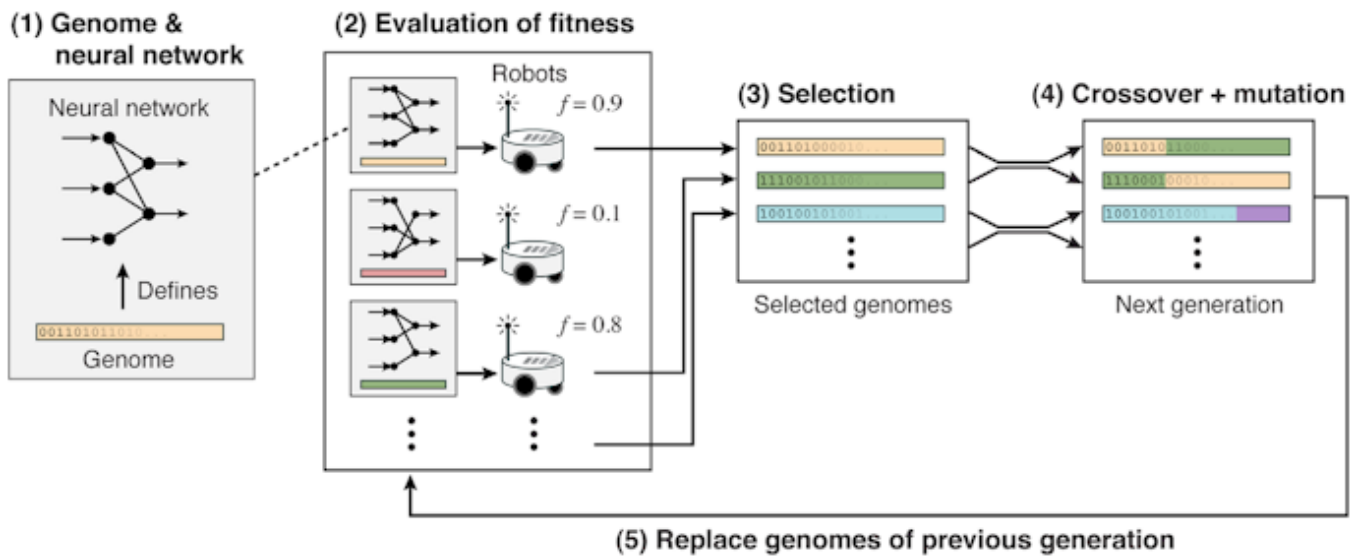 (1) Genome &
neural network
Neural network
Defines
001101011010...
Genome
(2) Evaluation of fitness
Robots
f = 0.9
f = 0.1
f = 0.8
(3) Selection
001101000010...
111001011000...
100100101001...
Selected genomes
(4) Crossover + mutation
001101011000...
111000100010...
100100101001...
Next generation
(5) Replace genomes of previous generation